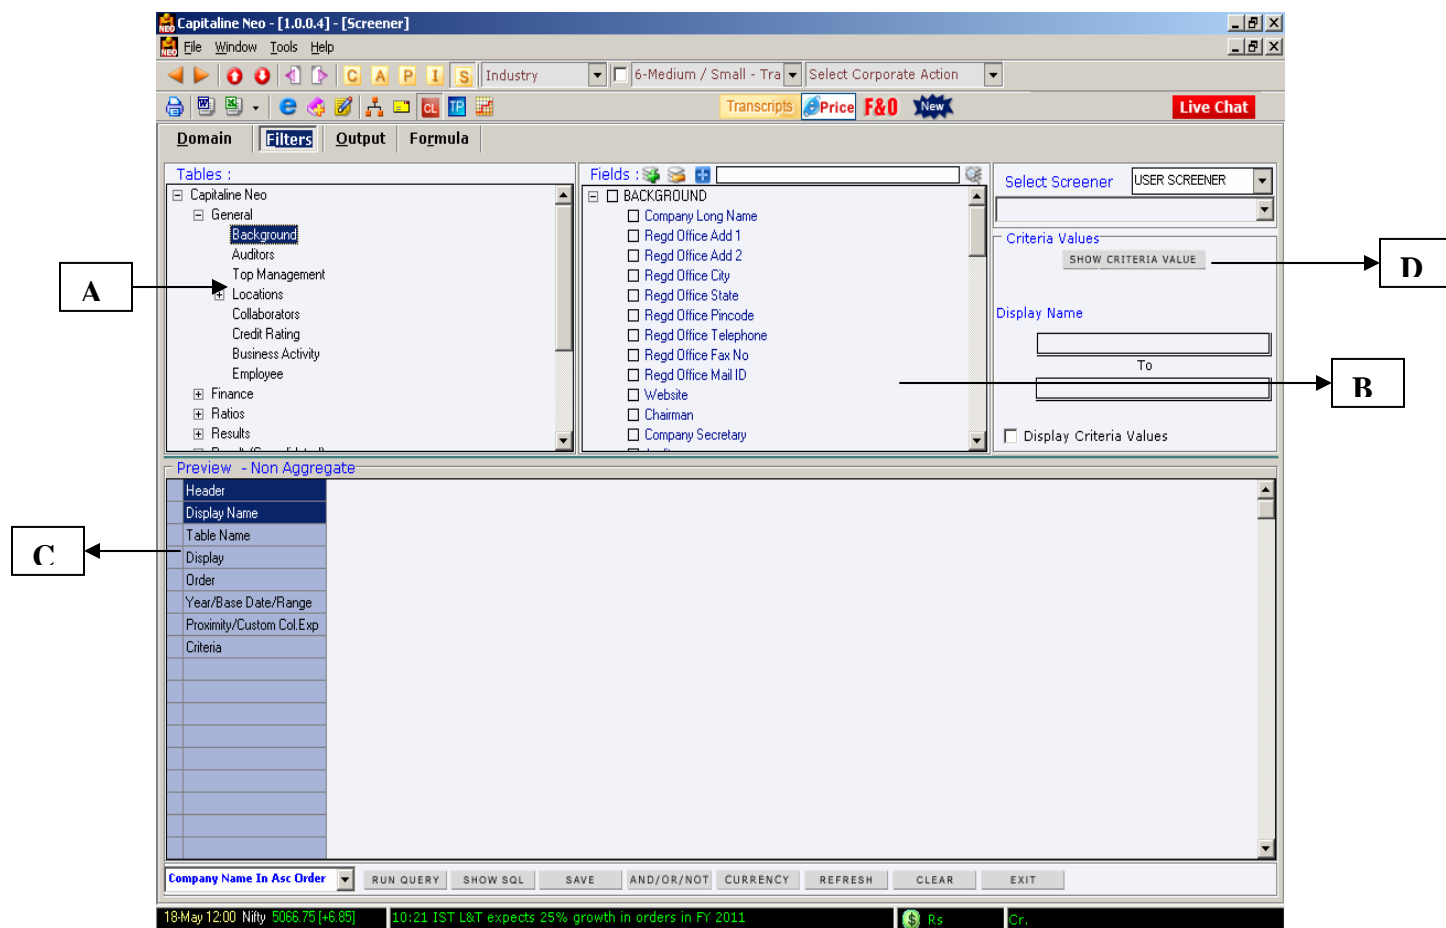 Capitaline Neo - [1.0.0.4] - [Screener]
File Window Tools Help
C A P I S Industry 6-Medium / Small - Tra Select Corporate Action
CL TP Transcripts Price F&O New Live Chat
Domain Filters Output Formula
Tables :
Capitaline Neo
General
Background
Auditors
Top Management
Locations
Collaborators
Credit Rating
Business Activity
Employee
Finance
Ratios
Results
Fields :
BACKGROUND
Company Long Name
Regd Office Add 1
Regd Office Add 2
Regd Office City
Regd Office State
Regd Office Pincode
Regd Office Telephone
Regd Office Fax No
Regd Office Mail ID
Website
Chairman
Company Secretary
Select Screener USER SCREENER
Criteria Values
SHOW CRITERIA VALUE
Display Name
To
Display Criteria Values
A
D
B
C
Preview - Non Aggregate
Header
Display Name
Table Name
Display
Order
Year/Base Date/Range
Proximity/Custom Col.Exp
Criteria
Company Name In Asc Order RUN QUERY SHOW SQL SAVE AND/OR/NOT CURRENCY REFRESH CLEAR EXIT
18-May 12:00 Nifty 5066.75 [+6.85] 10:21 IST L&T expects 25% growth in orders in FY 2011 $ Rs Cr.